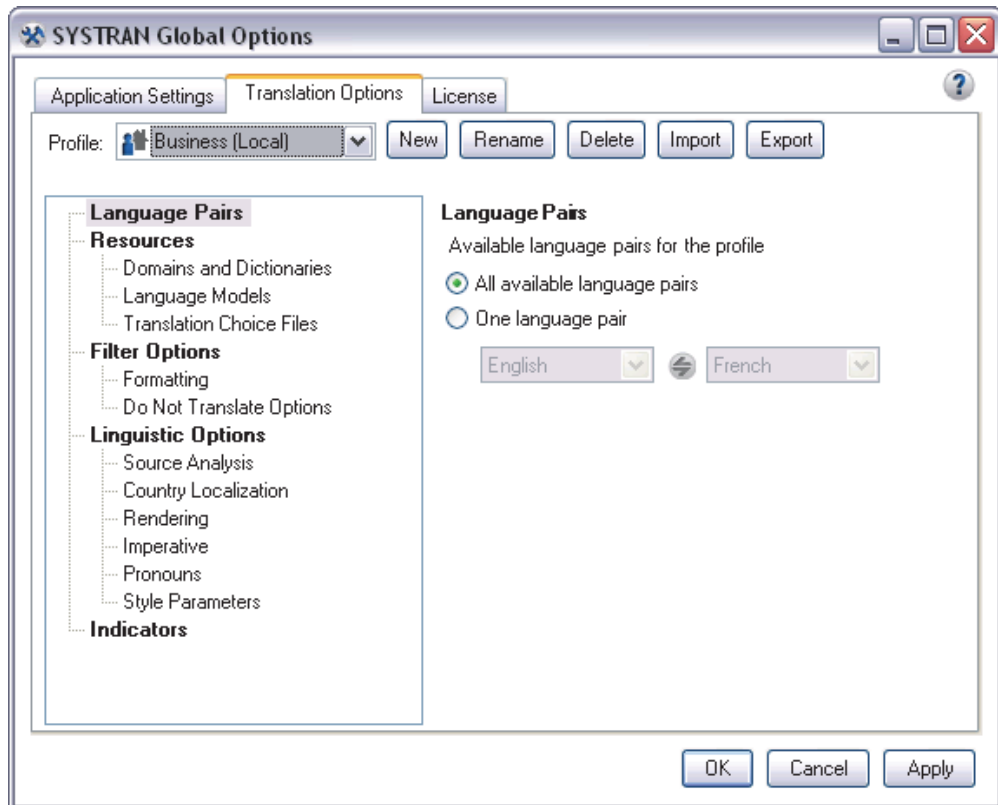 SYSTRAN Global Options
Application Settings Translation Options License
Profile: Business (Local) New Rename Delete Import Export
Language Pairs
Resources
Domains and Dictionaries
Language Models
Translation Choice Files
Filter Options
Formatting
Do Not Translate Options
Linguistic Options
Source Analysis
Country Localization
Rendering
Imperative
Pronouns
Style Parameters
Indicators
Language Pairs
Available language pairs for the profile
All available language pairs
One language pair
English French
OK Cancel Apply